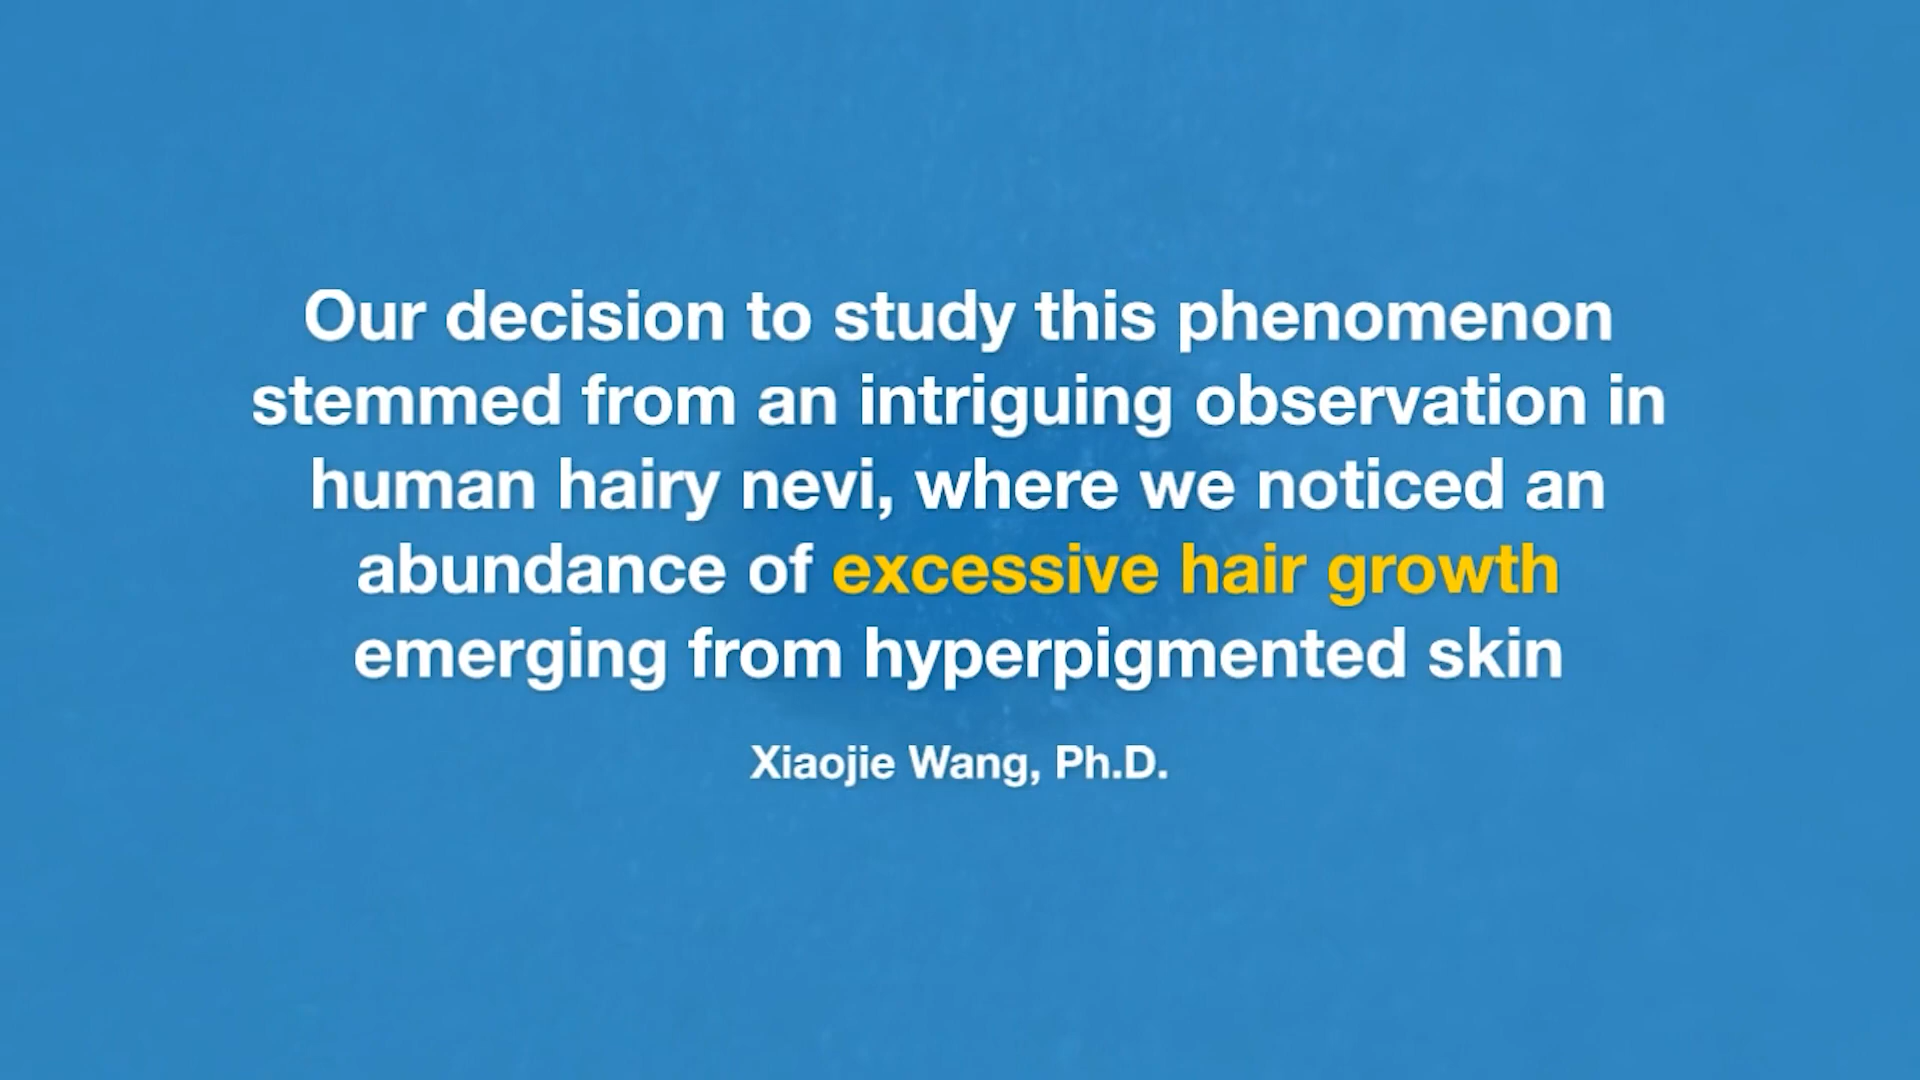 Our decision to study this phenomenon
stemmed from an intriguing observation in
human hairy nevi, where we noticed an
abundance of excessive hair growth
emerging from hyperpigmented skin
Xiaojie Wang, Ph.D.